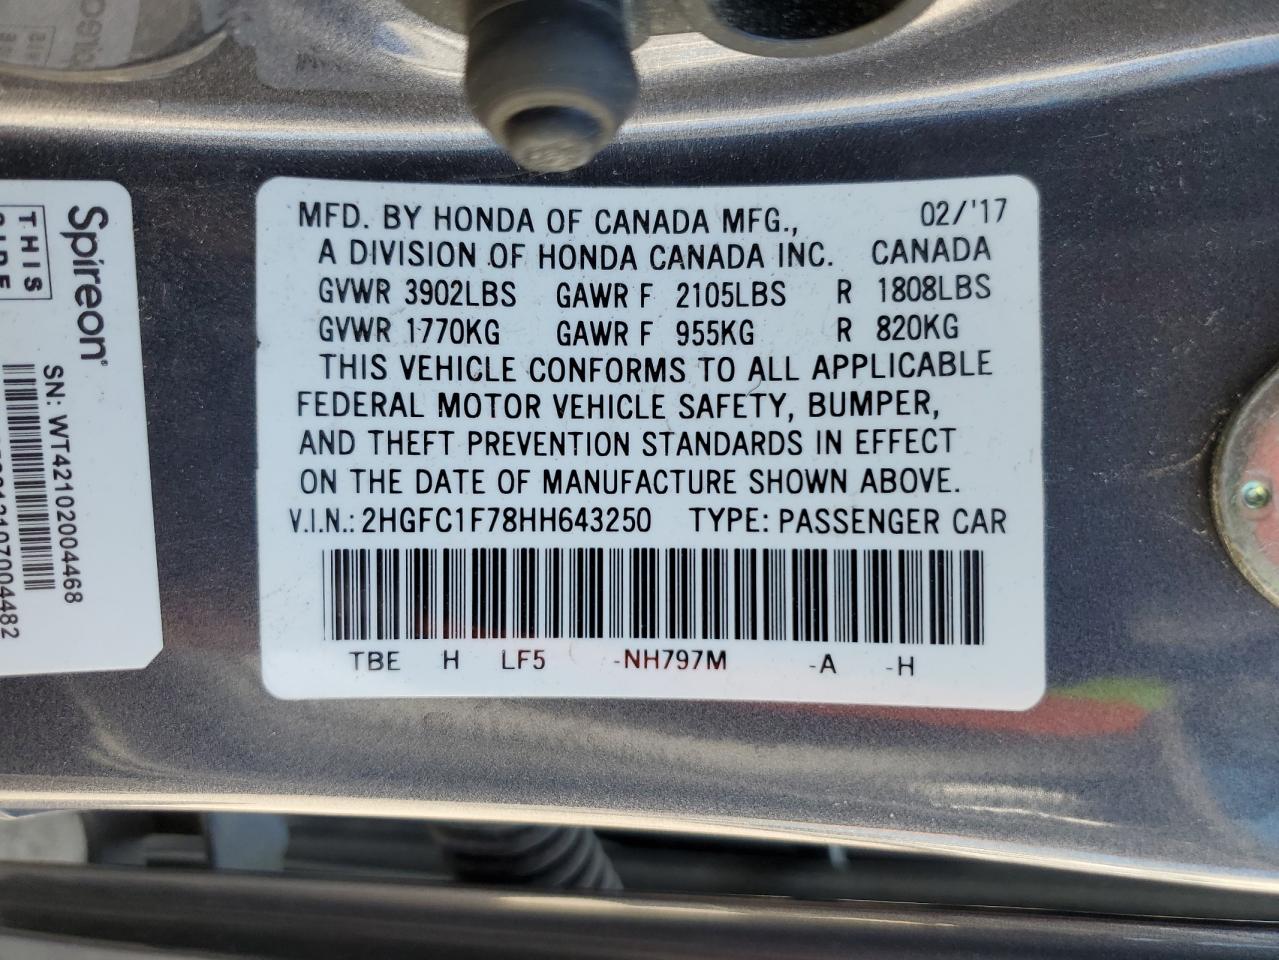 MFD. BY HONDA OF CANADA MFG., 02/'17
A DIVISION OF HONDA CANADA INC. CANADA
GVWR 3902LBS GAWR F 2105LBS R 1808LBS
GVWR 1770KG GAWR F 955KG R 820KG
THIS VEHICLE CONFORMS TO ALL APPLICABLE
FEDERAL MOTOR VEHICLE SAFETY, BUMPER,
AND THEFT PREVENTION STANDARDS IN EFFECT
ON THE DATE OF MANUFACTURE SHOWN ABOVE.
V.I.N.: 2HGFC1F78HH643250 TYPE: PASSENGER CAR
TBE H LF5 -NH797M -A -H
Spireon
THIS
SN: WT42102004468